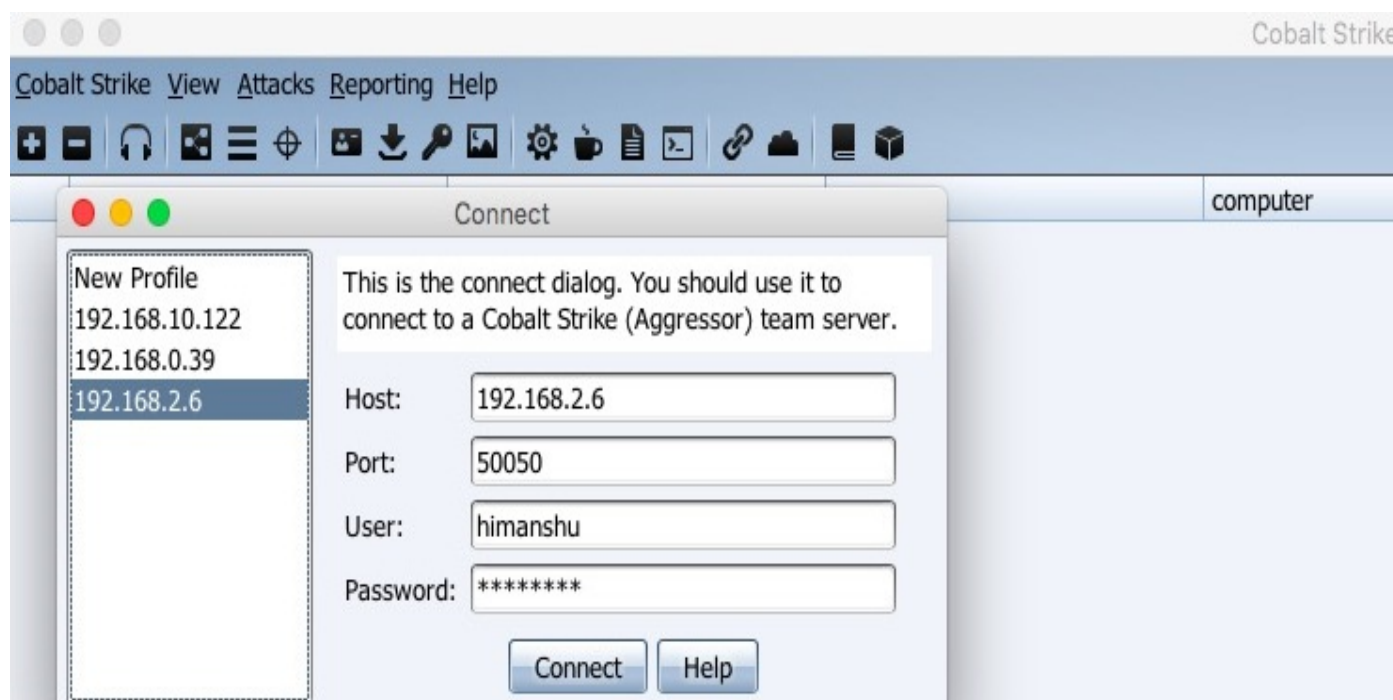 Cobalt Strike
Cobalt Strike View Attacks Reporting Help
computer
Connect
New Profile
192.168.10.122
192.168.0.39
192.168.2.6
This is the connect dialog. You should use it to
connect to a Cobalt Strike (Aggressor) team server.
Host: 192.168.2.6
Port: 50050
User: himanshu
Password: ********
Connect Help